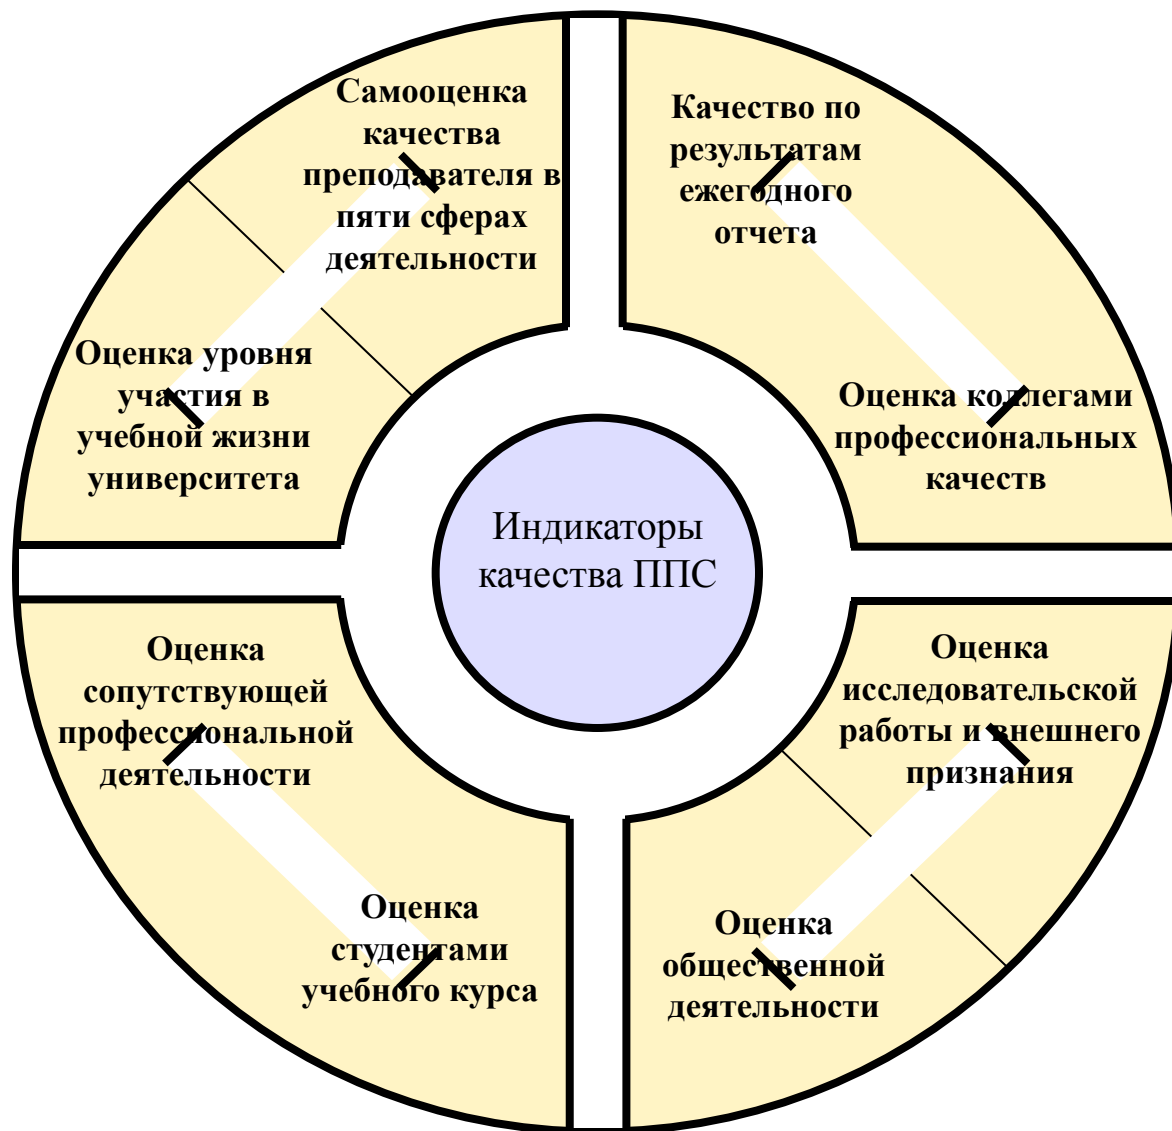 Самооценка
качества
преподавателя в
пяти сферах
деятельности
Качество по
результатам
ежегодного
отчета
Оценка уровня
участия в
учебной жизни
университета
Оценка коллегами
профессиональных
качеств
Индикаторы
качества ППС
Оценка
сопутствующей
профессиональной
деятельности
Оценка
исследовательской
работы и внешнего
признания
Оценка
студентами
учебного курса
Оценка
общественной
деятельности